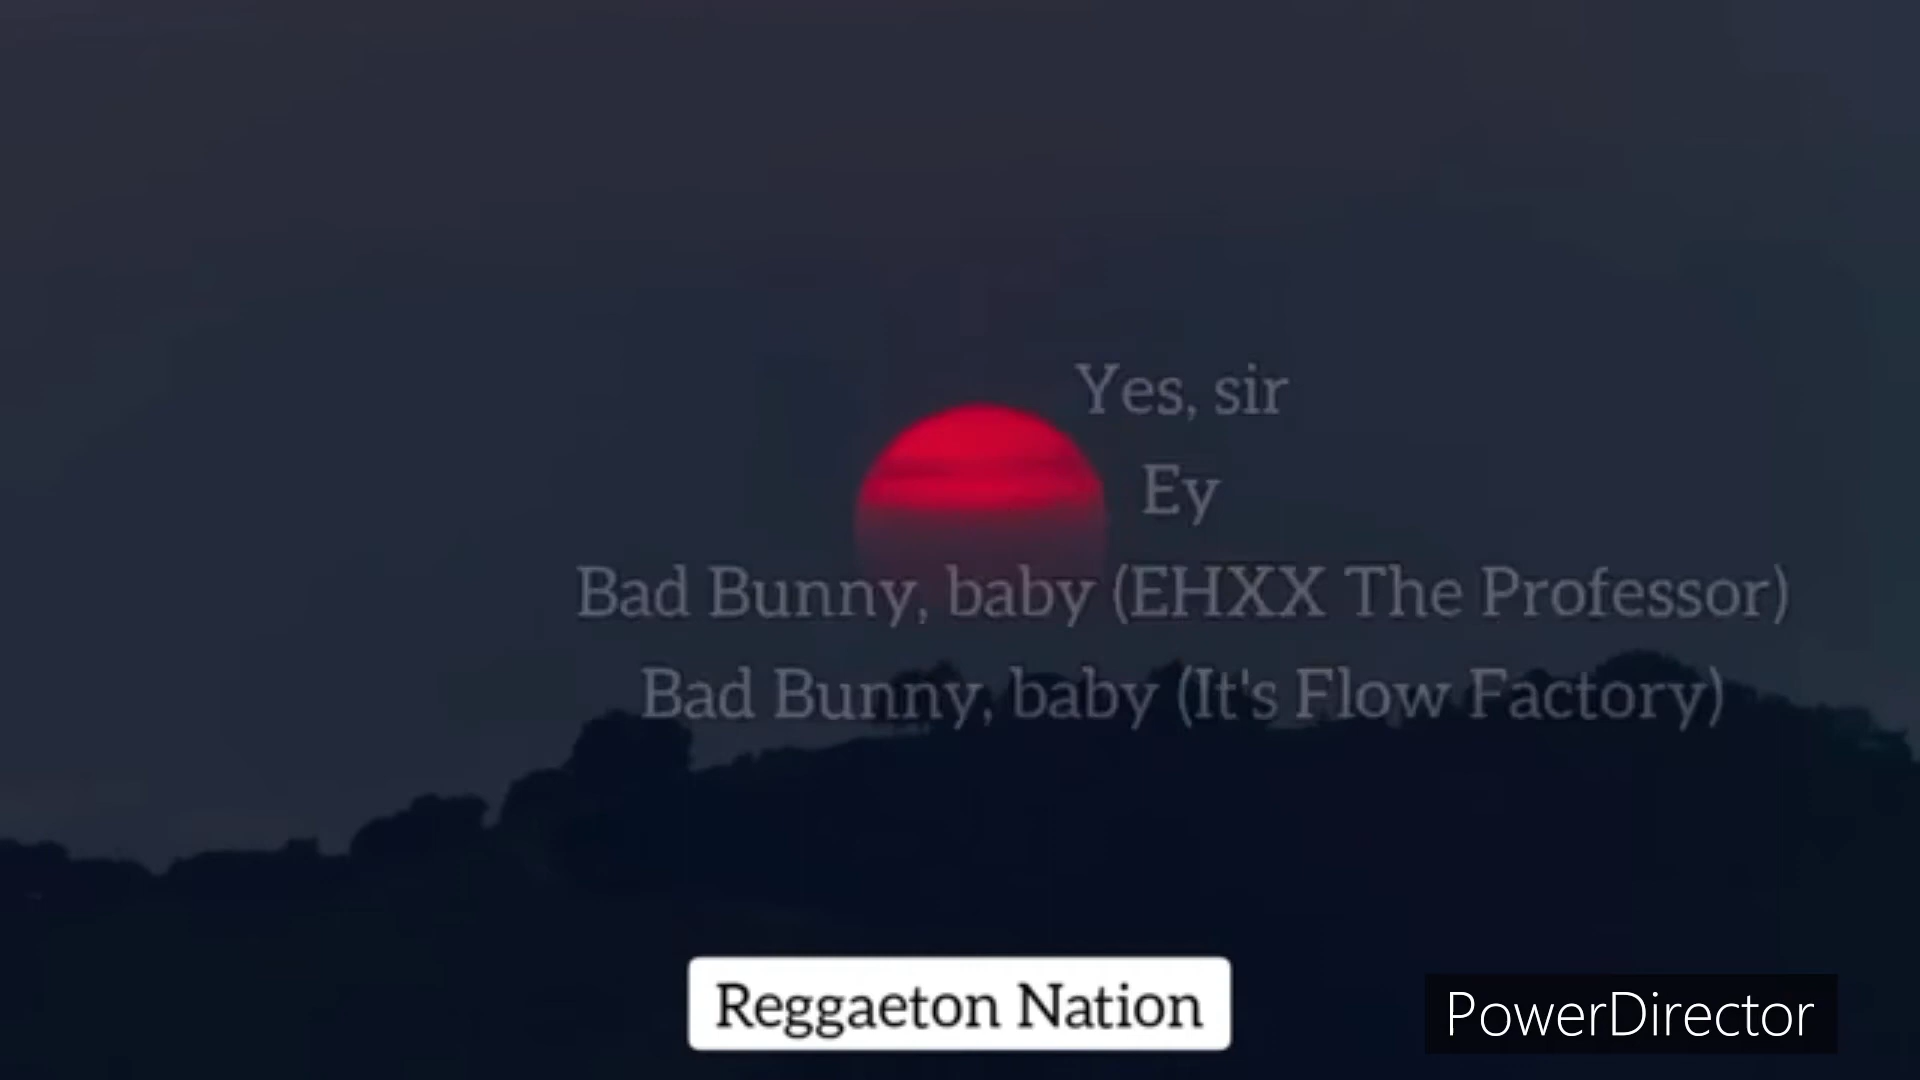 Yes, sir
Ey
Bad Bunny, baby (EHXX The Professor)
Bad Bunny, baby (It's Flow Factory)
Reggaeton Nation
PowerDirector